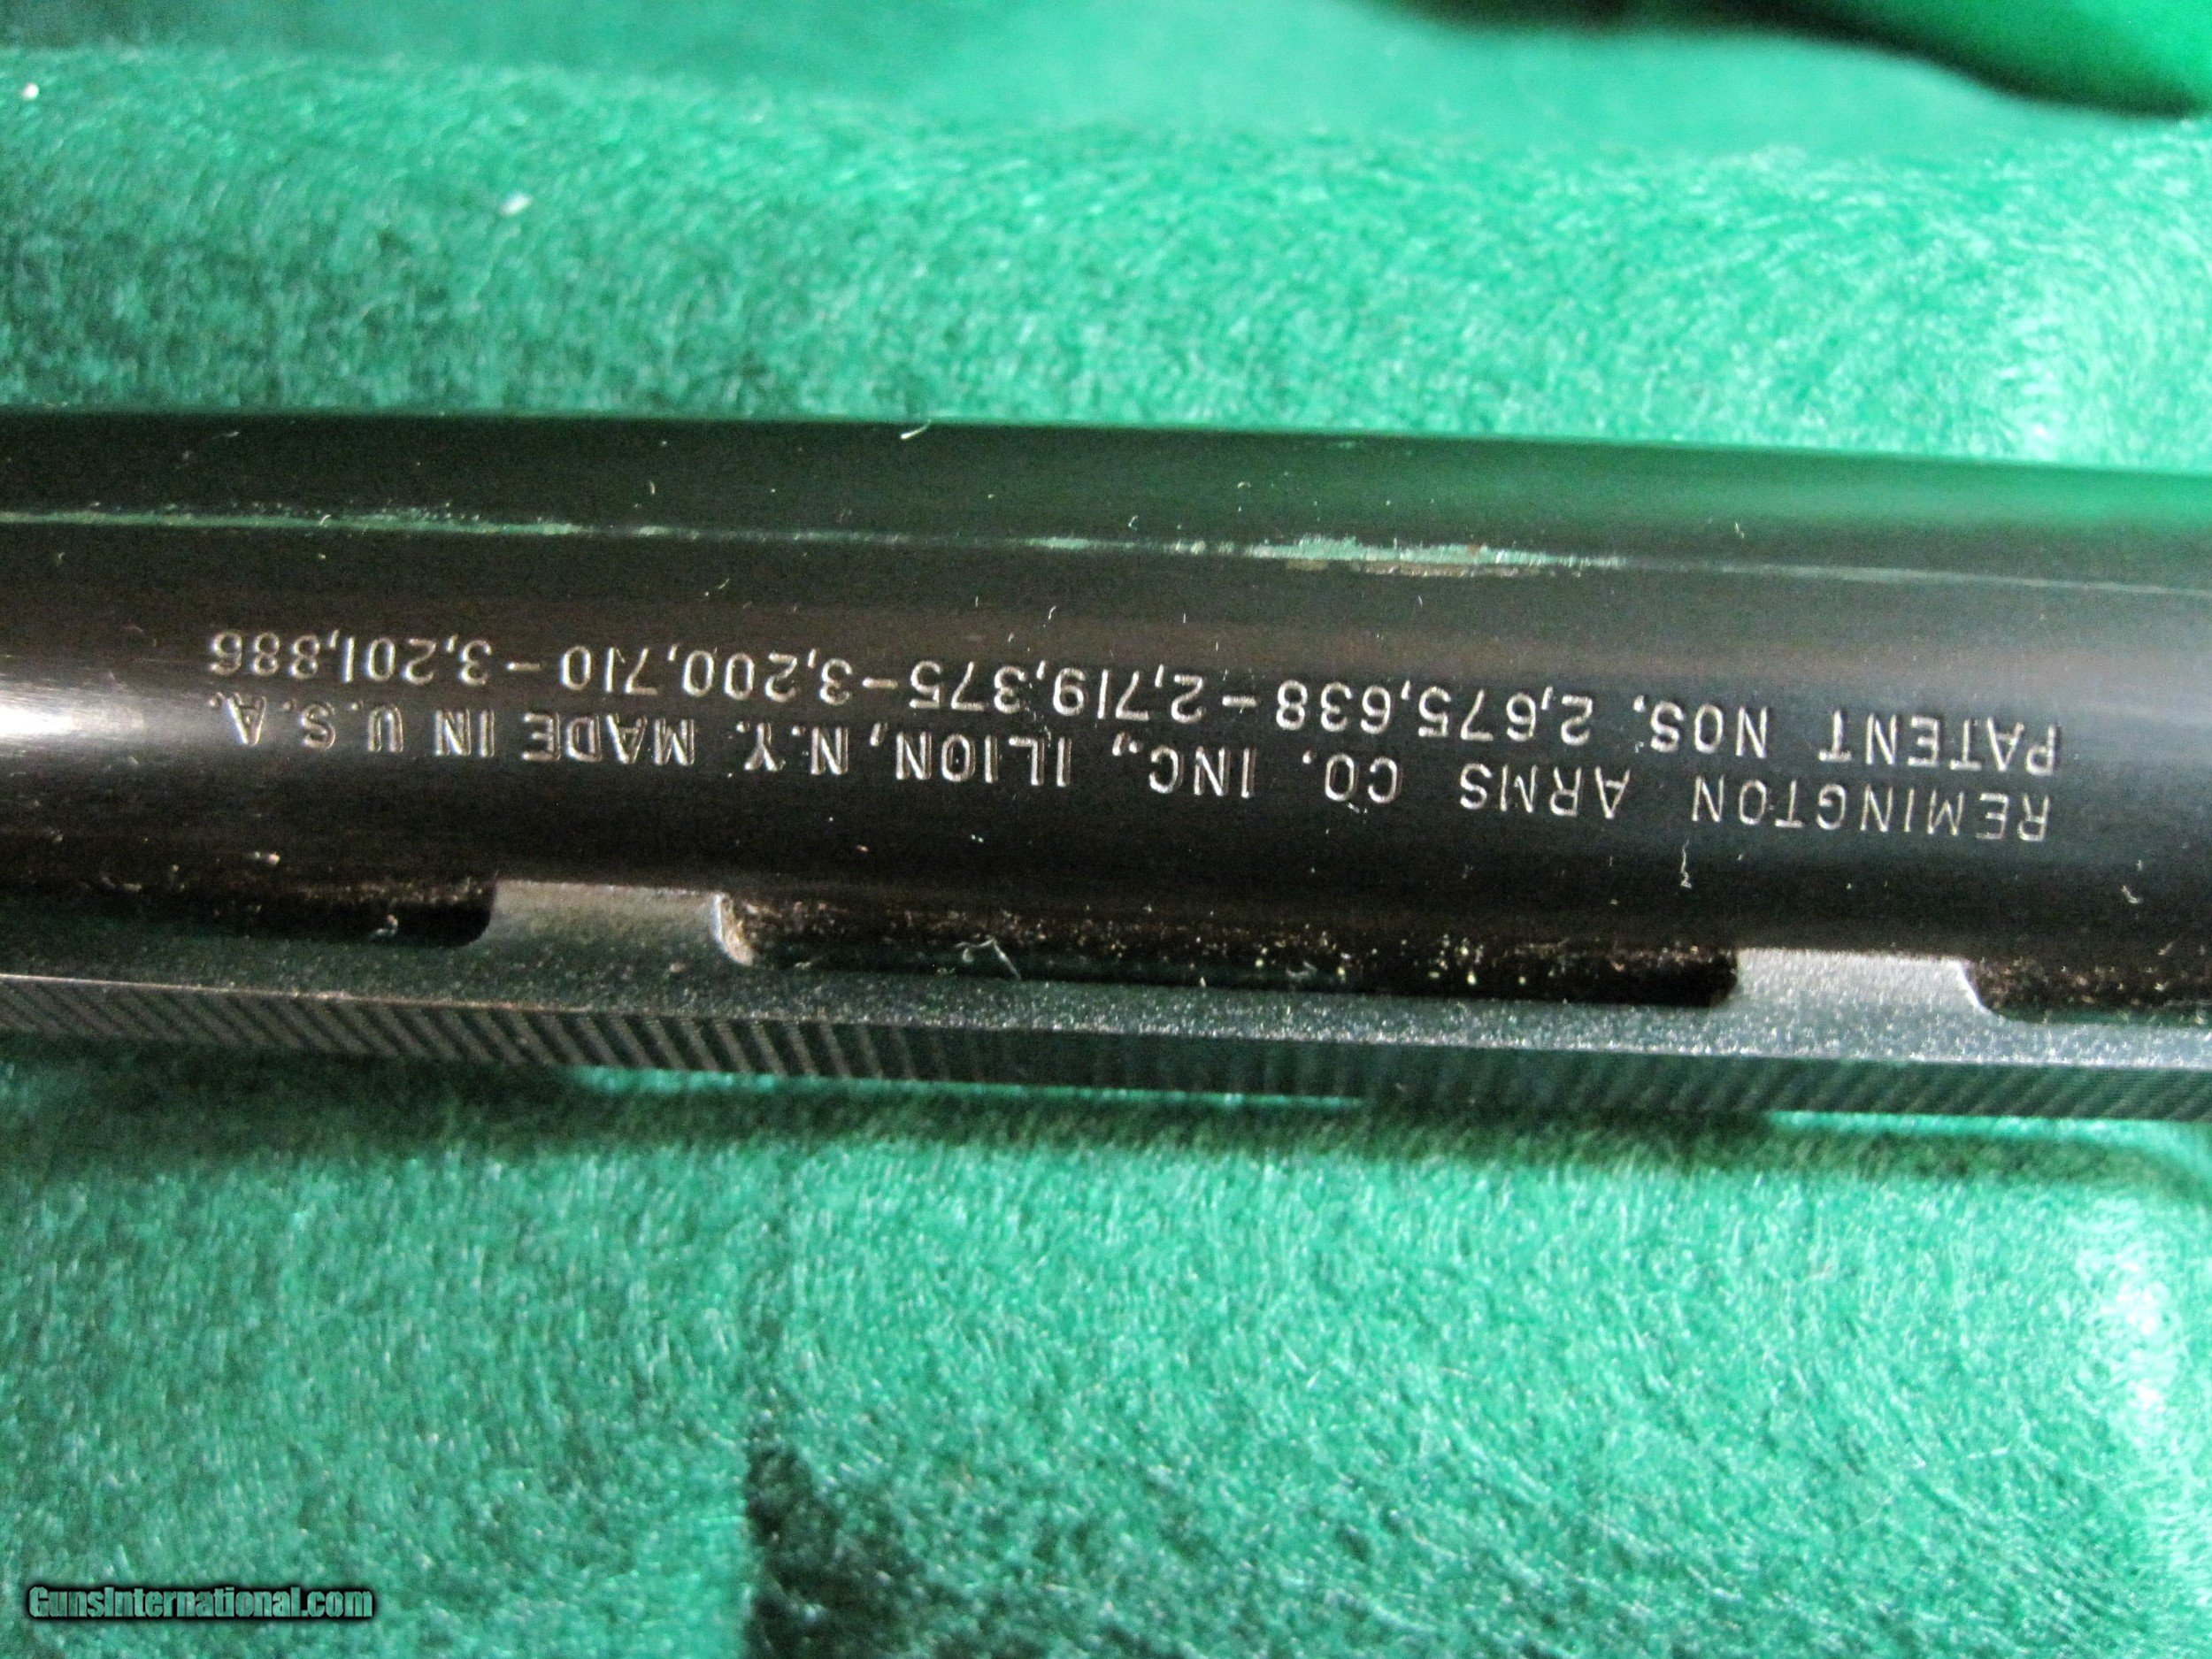 REMINGTON ARMS CO. INC., ILION, N.Y. MADE IN U.S.A.
PATENT NOS. 2,675,638-2,719,375-3,200,710-3,201,886
GunsInternational.com